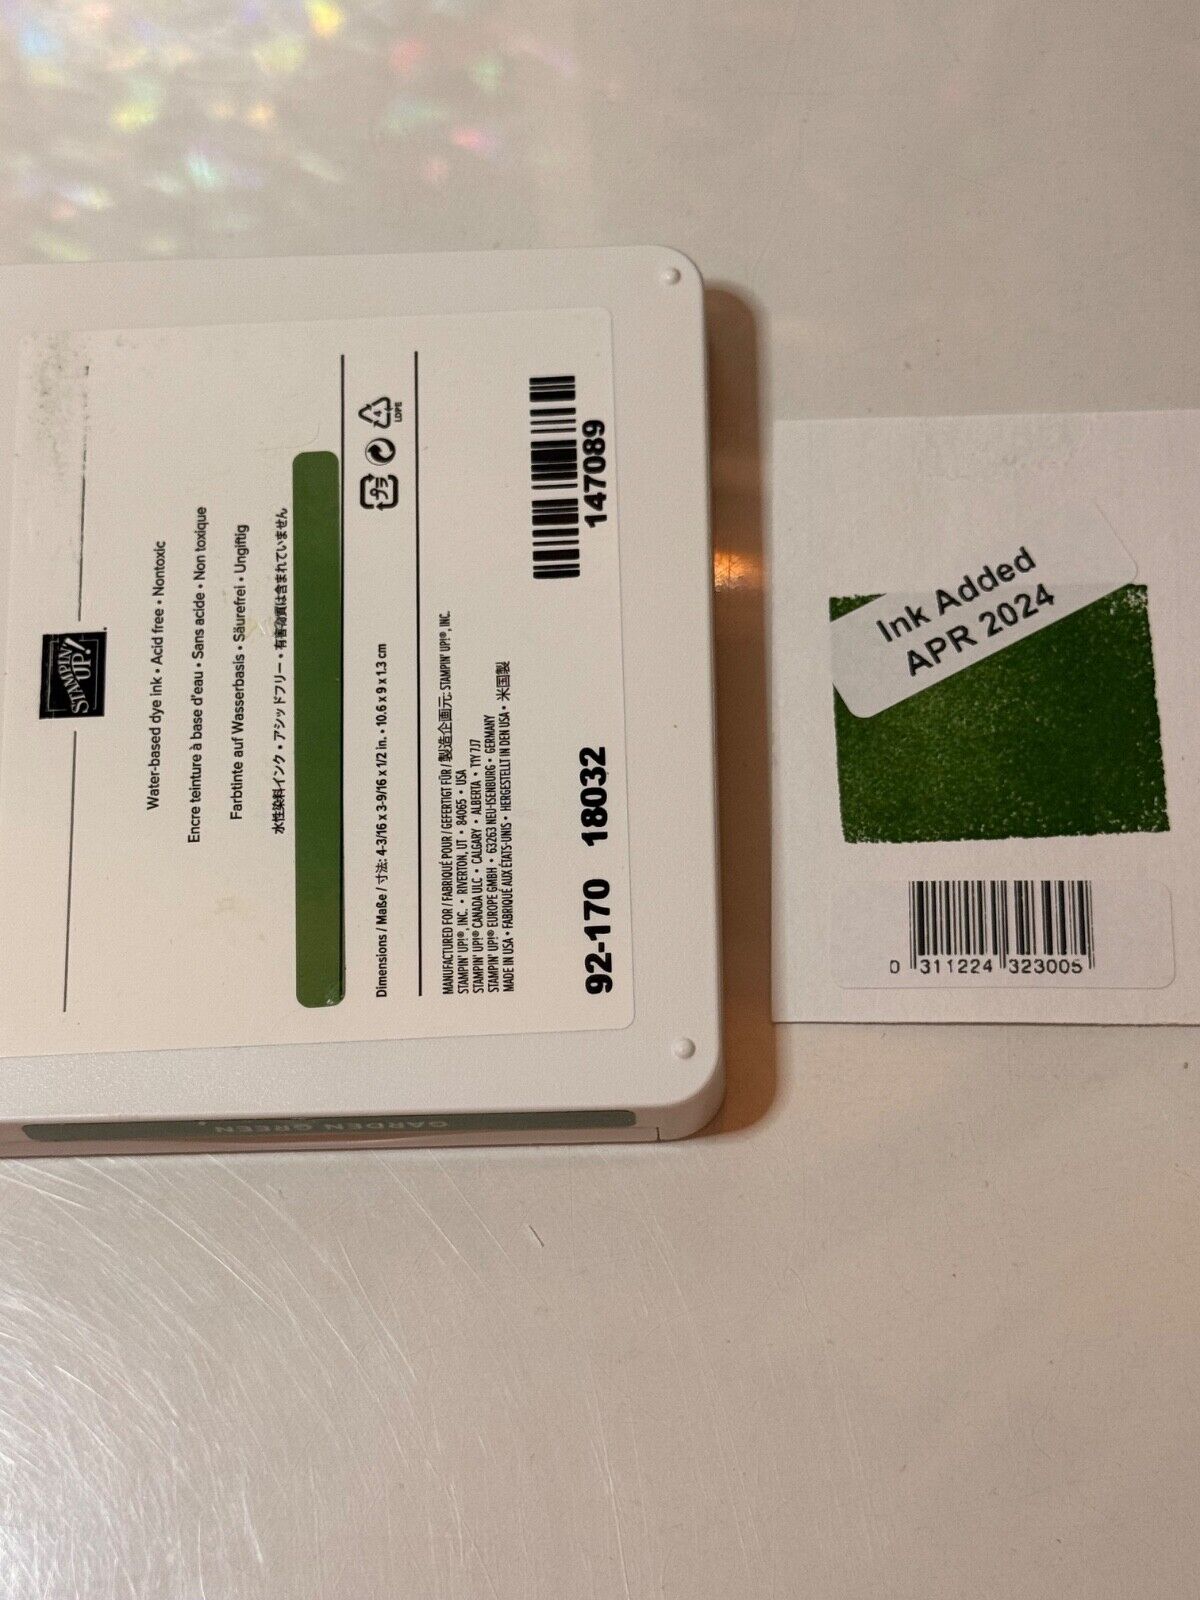 STAMPIN' UP!®
Water-based dye ink • Acid free • Nontoxic
Encre teinture à base d'eau • Sans acide • Non toxique
Farbtinte auf Wasserbasis • Säurefrei • Ungiftig
水性染料インク • アシッドフリー • 有害物質は含まれていません
Dimensions / Maße / 寸法: 4-3/16 x 3-9/16 x 1/2 in. • 10.6 x 9 x 1.3 cm
プラ
4
LDPE
MANUFACTURED FOR / FABRIQUÉ POUR / GEFERTIGT FÜR / 製造企画元: STAMPIN' UP!®, INC.
STAMPIN' UP!®, INC. • RIVERTON, UT • 84065 • USA
STAMPIN' UP!® CANADA ULC • CALGARY • ALBERTA • T1Y 7J7
STAMPIN' UP!® EUROPE GMBH • 63263 NEU-ISENBURG • GERMANY
MADE IN USA • FABRIQUÉ AUX ÉTATS-UNIS • HERGESTELLT IN DEN USA • 米国製
92-170 18032
147089
GARDEN GREEN
Ink Added
APR 2024
0 311224 323005